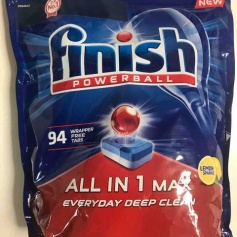 NEW
finish
POWERBALL
94 WRAPPER
FREE
TABS
ALL IN 1 MAX
EVERYDAY DEEP CLEAN
LEMON